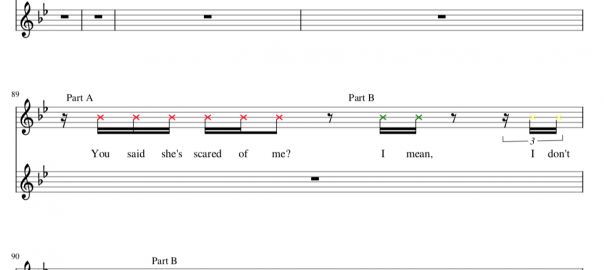 89
Part A Part B
You said she's scared of me? I mean, I don't
3
90
Part B